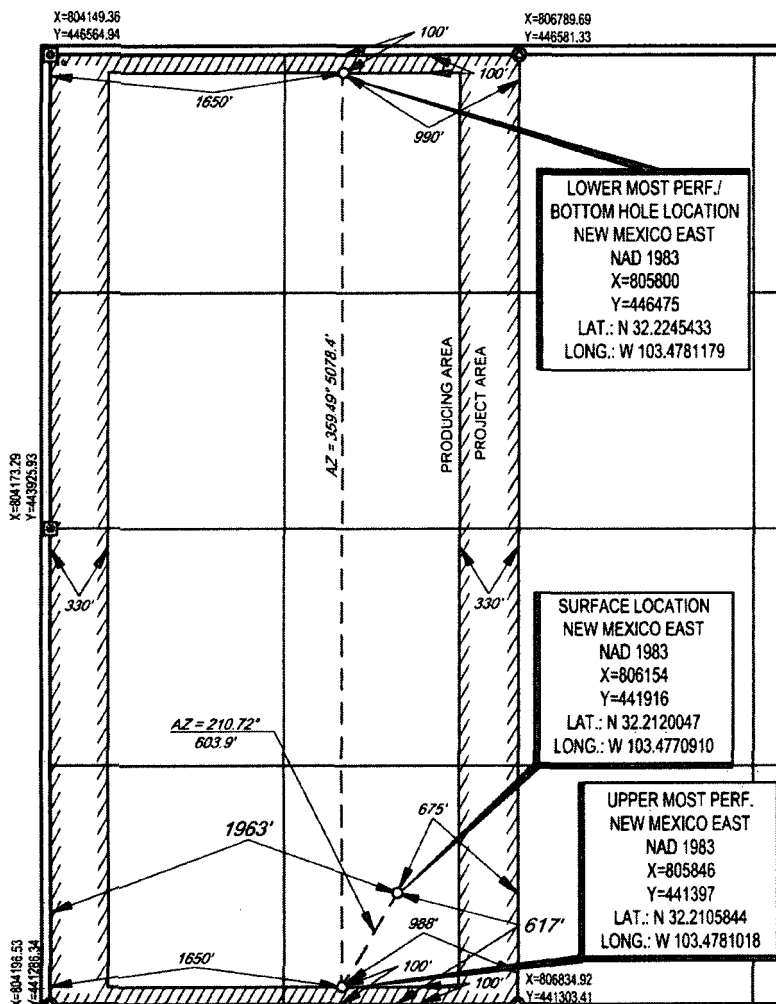 X=804149.36
Y=446564.94
X=806789.69
Y=446581.33
100'
100'
1650'
990'
LOWER MOST PERF./
BOTTOM HOLE LOCATION
NEW MEXICO EAST
NAD 1983
X=805800
Y=446475
LAT.: N 32.2245433
LONG.: W 103.4781179
AZ = 359.49° 5078.4'
PRODUCING AREA
PROJECT AREA
X=804173.29
Y=443925.93
330'
330'
SURFACE LOCATION
NEW MEXICO EAST
NAD 1983
X=806154
Y=441916
LAT.: N 32.2120047
LONG.: W 103.4770910
AZ = 210.72°
603.9'
675'
1963'
UPPER MOST PERF.
NEW MEXICO EAST
NAD 1983
X=805846
Y=441397
LAT.: N 32.2105844
LONG.: W 103.4781018
617'
988'
1650'
100'
100'
X=804196.53
Y=441286.34
X=806834.92
Y=441303.41